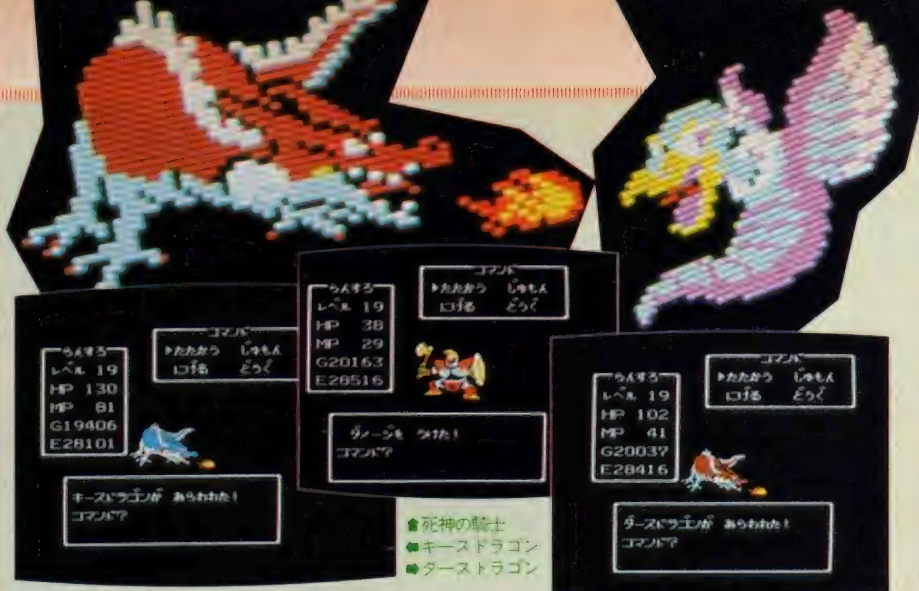 らんすろ
レベル 19
HP 130
MP 81
G19406
E28101
コマンド
▶たたかう じゅもん
にげる どうぐ
キースドラゴンが あらわれた!
コマンド?
らんすろ
レベル 19
HP 38
MP 29
G20163
E28516
コマンド
▶たたかう じゅもん
にげる どうぐ
ダメージを うけた!
コマンド?
らんすろ
レベル 19
HP 102
MP 41
G20037
E28416
コマンド
▶たたかう じゅもん
にげる どうぐ
ダースドラゴンが あらわれた!
コマンド?
⬆死神の騎士
⬅キースドラゴン
➡ダースドラゴン